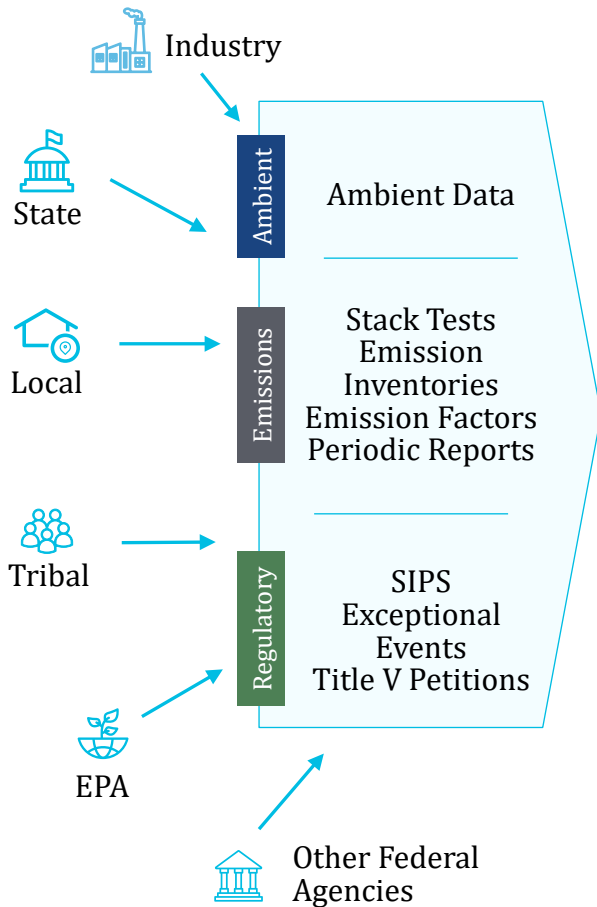 Industry
State
Local
Tribal
EPA
Other Federal
Agencies
Ambient
Ambient Data
Emissions
Stack Tests
Emission
Inventories
Emission Factors
Periodic Reports
Regulatory
SIPS
Exceptional
Events
Title V Petitions